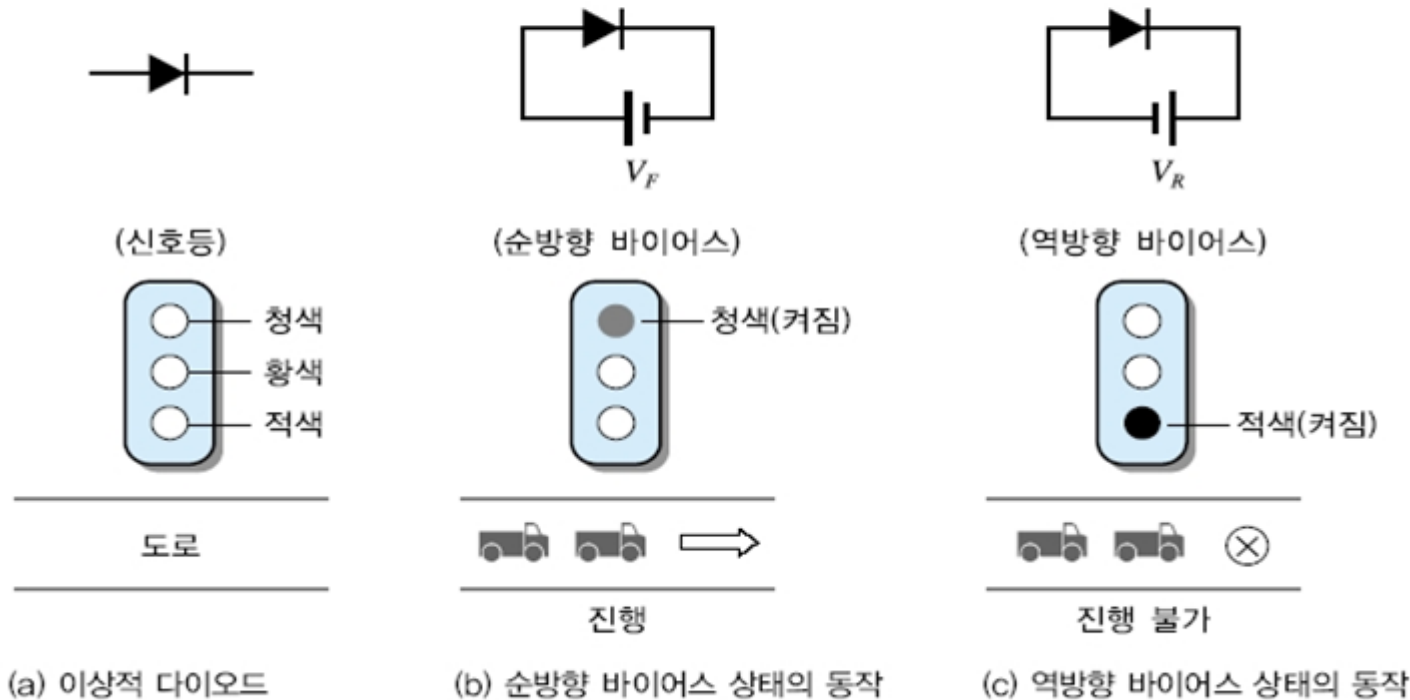 V_F
V_R
(신호등)
(순방향 바이어스)
(역방향 바이어스)
청색
황색
적색
청색(켜짐)
적색(켜짐)
도로
진행
진행 불가
(a) 이상적 다이오드
(b) 순방향 바이어스 상태의 동작
(c) 역방향 바이어스 상태의 동작